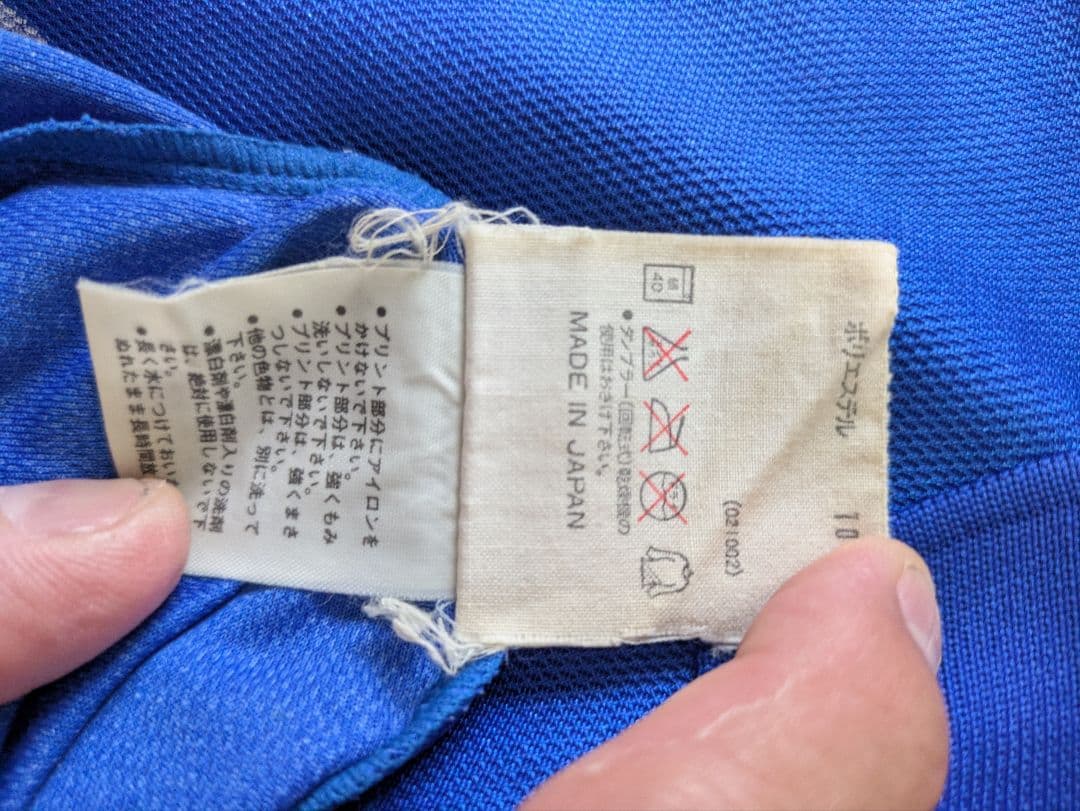 ポリエステル 10
(021002)
弱
40
●タンブラー(回転式)乾燥機の
使用はおさけ下さい。
MADE IN JAPAN
●プリント部分にアイロンを
かけないで下さい。
●プリント部分は、強くもみ
洗いしないで下さい。
●プリント部分は、強くまさ
つしないで下さい。
●他の色物とは、別に洗って
下さい。
●漂白剤や漂白剤入りの洗剤
は、絶対に使用しないで下
さい。
●長く水につけておいた
ぬれたまま長時間放